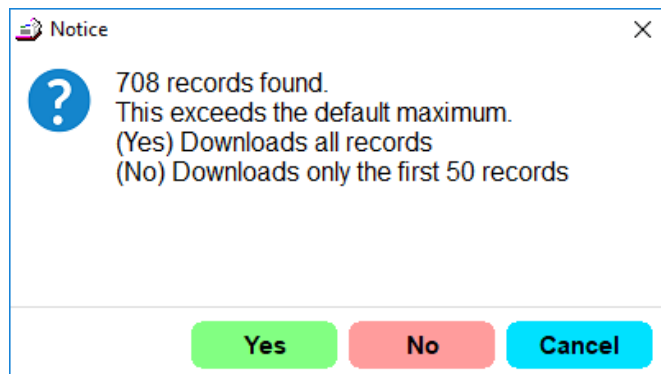 Notice
708 records found.
This exceeds the default maximum.
(Yes) Downloads all records
(No) Downloads only the first 50 records
Yes
No
Cancel